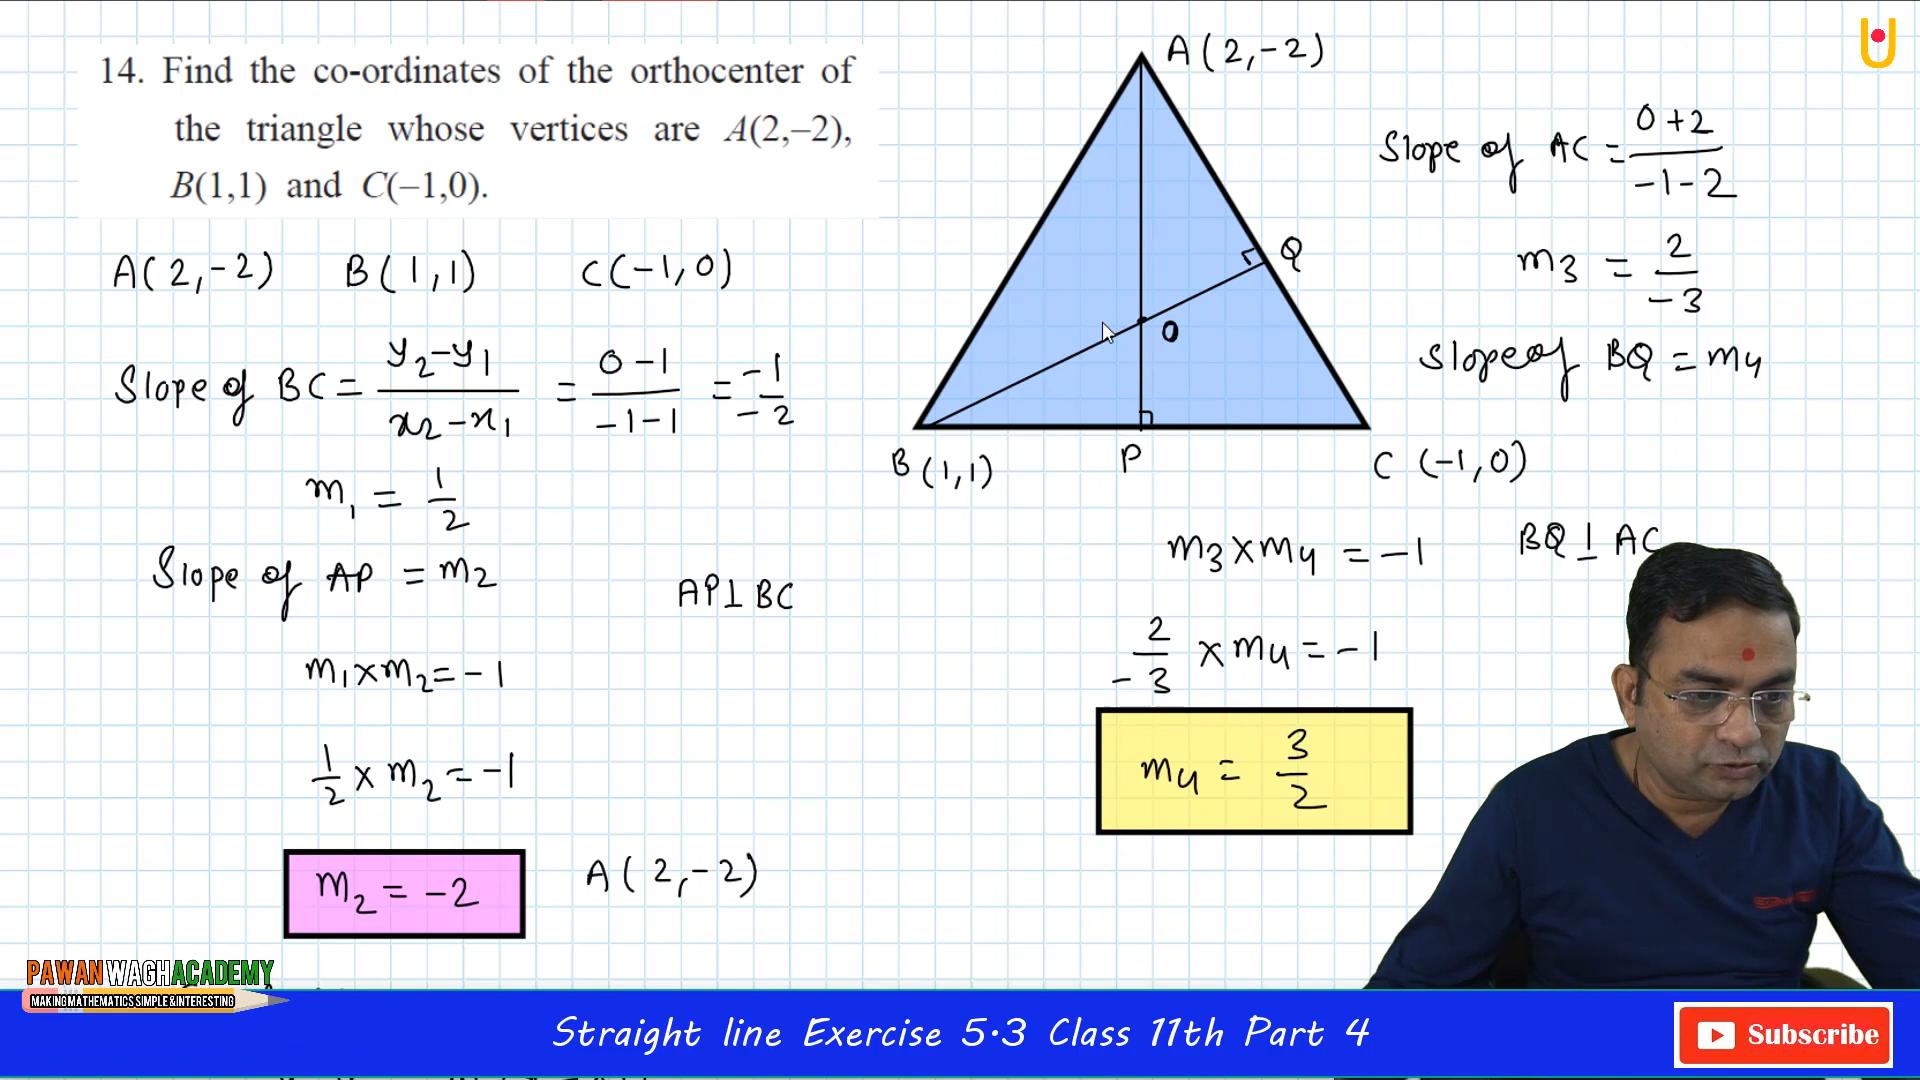 14. Find the co-ordinates of the orthocenter of
the triangle whose vertices are A(2,–2),
B(1,1) and C(–1,0).
A(2,-2) B(1,1) C(-1,0)
Slope of BC = y2-y1 / x2-x1 = 0-1 / -1-1 = -1 / -2
m1 = 1/2
Slope of AP = m2
AP⊥BC
m1 x m2 = -1
1/2 x m2 = -1
m2 = -2
A(2,-2)
A(2,-2)
Q
O
B(1,1)
P
C (-1,0)
Slope of AC = 0+2 / -1-2
m3 = 2 / -3
Slope of BQ = m4
m3 x m4 = -1
BQ ⊥ AC
2 / -3 x m4 = -1
m4 = 3/2
PAWAN WAGH ACADEMY
MAKING MATHEMATICS SIMPLE & INTERESTING
Straight line Exercise 5.3 Class 11th Part 4
Subscribe